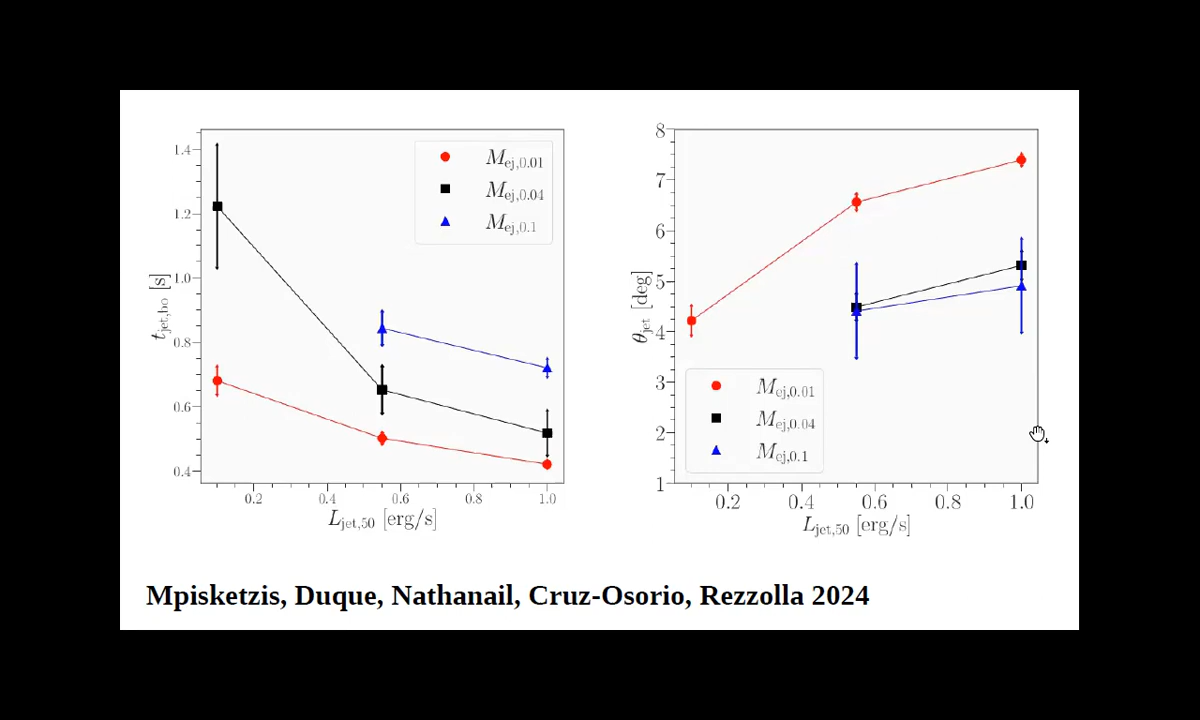 1.4
1.2
1.0
0.8
0.6
0.4
t_jet,bo [s]
M_ej,0.01
M_ej,0.04
M_ej,0.1
0.2 0.4 0.6 0.8 1.0
L_jet,50 [erg/s]
8
7
6
5
4
3
2
1
θ_jet [deg]
M_ej,0.01
M_ej,0.04
M_ej,0.1
0.2 0.4 0.6 0.8 1.0
L_jet,50 [erg/s]
Mpisketzis, Duque, Nathanail, Cruz-Osorio, Rezzolla 2024